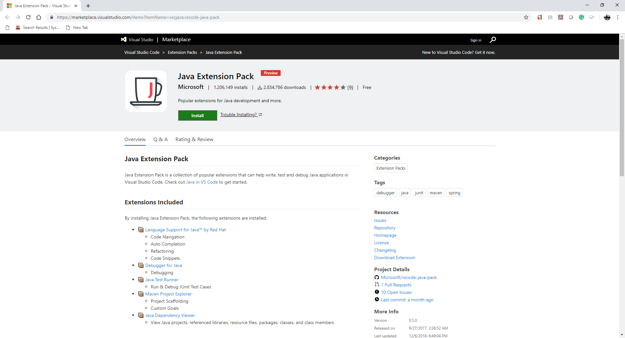 Java Extension Pack - Visual Stu
https://marketplace.visualstudio.com/items?itemName=vscjava.vscode-java-pack
Search Results | Sys... New Tab
Visual Studio | Marketplace Sign in
Visual Studio Code > Extension Packs > Java Extension Pack New to Visual Studio Code? Get it now.
Java Extension Pack Preview
Microsoft | 1,206,149 installs | 2,834,786 downloads | (9) | Free
Popular extensions for Java development and more.
Install Trouble Installing?
Overview Q & A Rating & Review
Java Extension Pack
Java Extension Pack is a collection of popular extensions that can help write, test and debug Java applications in
Visual Studio Code. Check out Java in VS Code to get started.
Extensions Included
By installing Java Extension Pack, the following extensions are installed:
Language Support for Java™ by Red Hat
Code Navigation
Auto Completion
Refactoring
Code Snippets
Debugger for Java
Debugging
Java Test Runner
Run & Debug JUnit Test Cases
Maven Project Explorer
Project Scaffolding
Custom Goals
Java Dependency Viewer
View Java projects, referenced libraries, resource files, packages, classes, and class members
Categories
Extension Packs
Tags
debugger java junit maven spring
Resources
Issues
Repository
Homepage
License
Changelog
Download Extension
Project Details
Microsoft/vscode-java-pack
1 Pull Requests
10 Open Issues
Last commit: a month ago
More Info
Version 0.5.0
Released on 8/27/2017, 2:28:52 AM
Last updated 12/6/2018, 6:49:04 PM